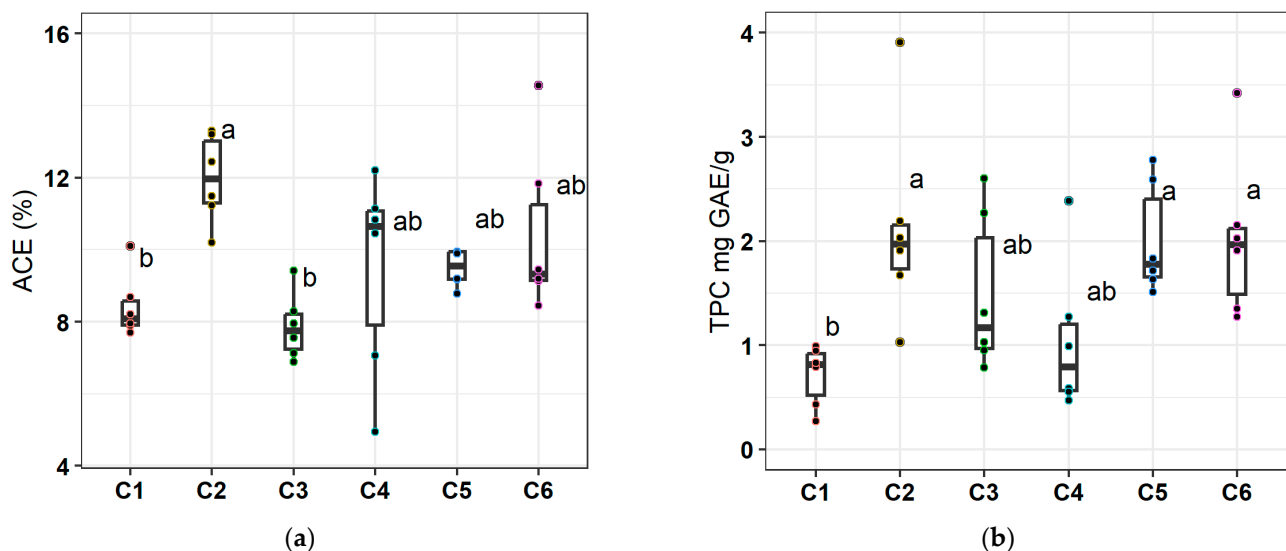 16
12
8
4
ACE (%)
b
a
b
ab
ab
ab
C1 C2 C3 C4 C5 C6
(a)
4
3
2
1
0
TPC mg GAE/g
b
a
ab
ab
a
a
C1 C2 C3 C4 C5 C6
(b)